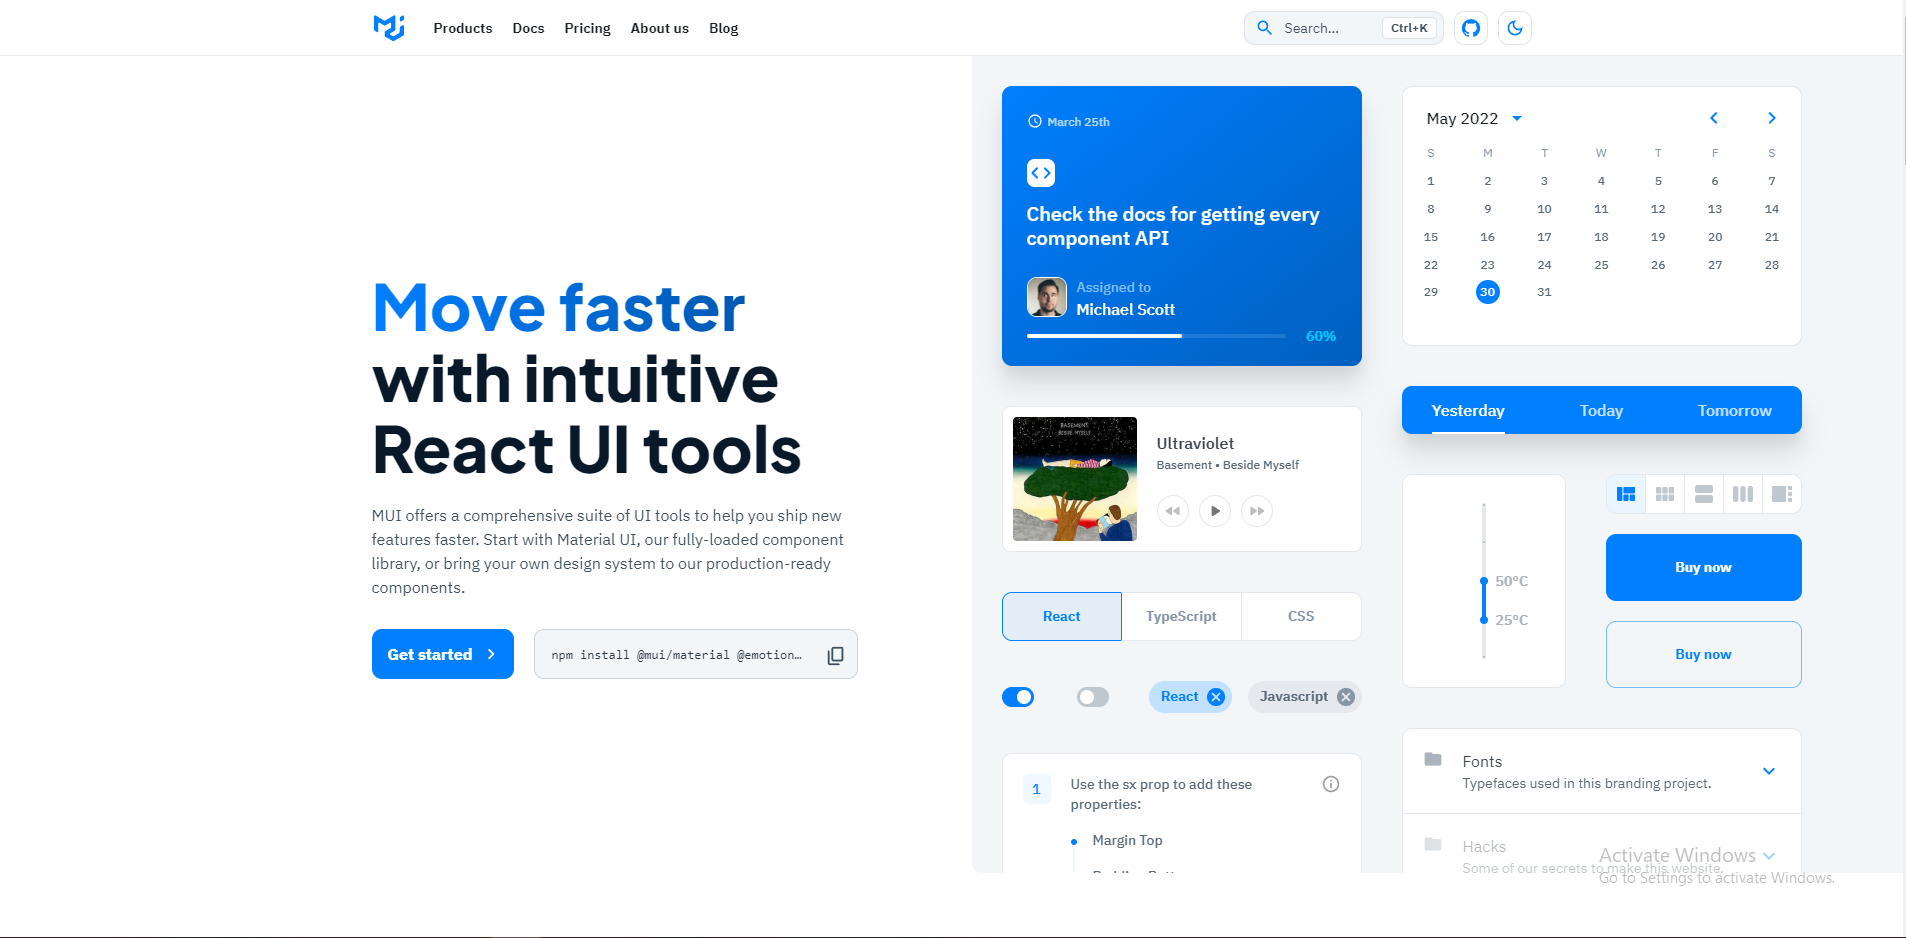 Products Docs Pricing About us Blog
Search... Ctrl+K
Move faster
with intuitive
React UI tools
MUI offers a comprehensive suite of UI tools to help you ship new
features faster. Start with Material UI, our fully-loaded component
library, or bring your own design system to our production-ready
components.
Get started
npm install @mui/material @emotion...
March 25th
Check the docs for getting every
component API
Assigned to
Michael Scott
60%
BASEMENT
BESIDE MYSELF
Ultraviolet
Basement • Beside Myself
React TypeScript CSS
React Javascript
1
Use the sx prop to add these
properties:
Margin Top
May 2022
S M T W T F S
1 2 3 4 5 6 7
8 9 10 11 12 13 14
15 16 17 18 19 20 21
22 23 24 25 26 27 28
29 30 31
Yesterday Today Tomorrow
50°C
25°C
Buy now
Buy now
Fonts
Typefaces used in this branding project.
Hacks
Some of our secrets to make this website.
Activate Windows
Go to Settings to activate Windows.